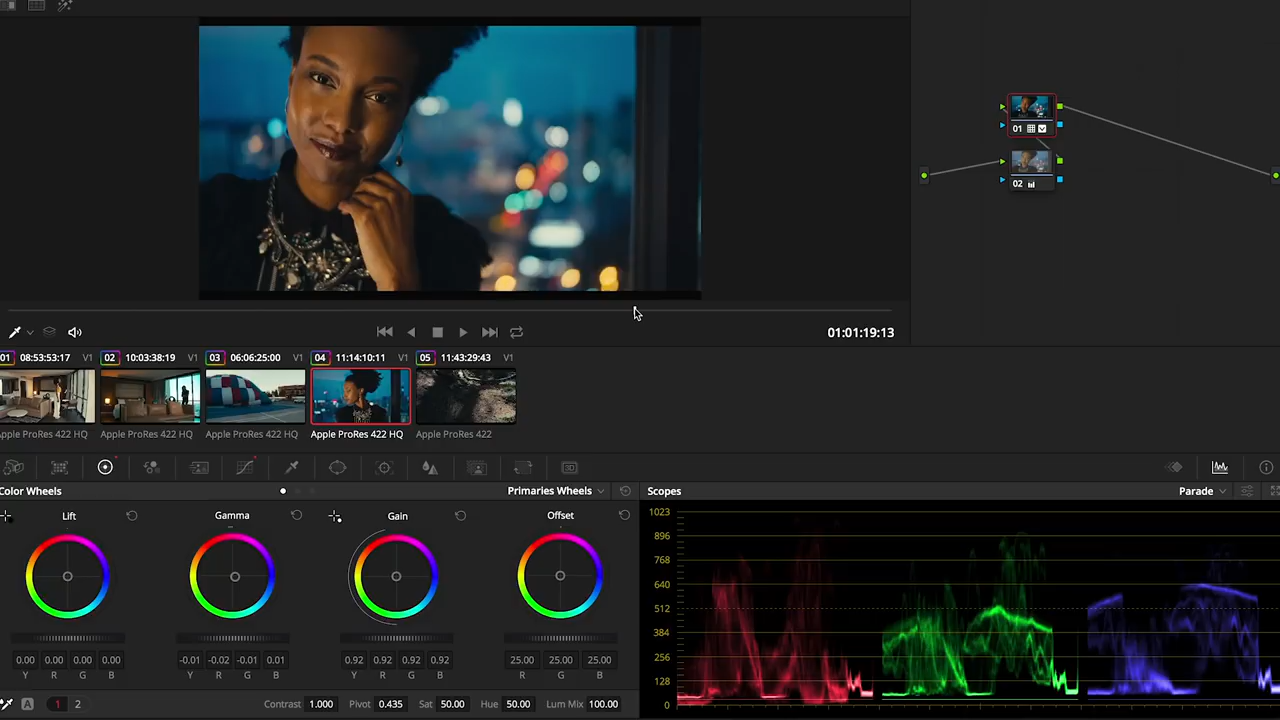 01
02
01:01:19:13
01 08:53:53:17 V1 02 10:03:38:19 V1 03 06:06:25:00 V1 04 11:14:10:11 V1 05 11:43:29:43 V1
Apple ProRes 422 HQ Apple ProRes 422 HQ Apple ProRes 422 HQ Apple ProRes 422 HQ Apple ProRes 422
3D
Color Wheels Primaries Wheels
Lift Gamma Gain Offset
0.00 0.00 0.00 0.00 -0.01 -0.02 -0.01 0.01 0.92 0.92 0.92 0.92 25.00 25.00 25.00
Y R G B Y R G B Y R G B R G B
A 1 2 Contrast 1.000 Pivot 0.435 Sat 50.00 Hue 50.00 Lum Mix 100.00
Scopes Parade
1023
896
768
640
512
384
256
128
0